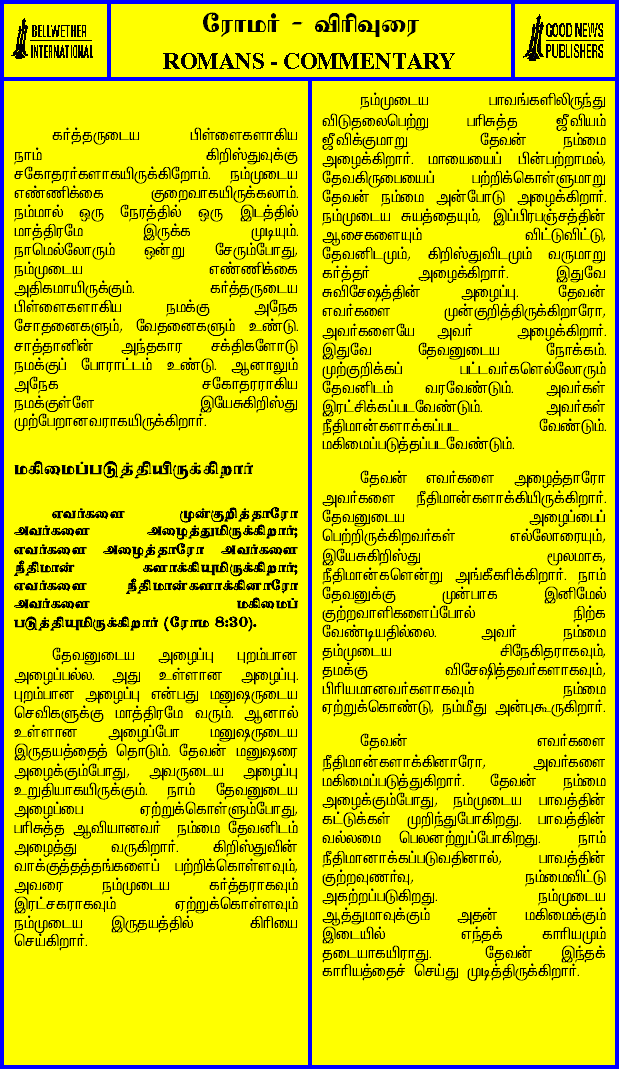 BELLWETHER
INTERNATIONAL
ரோமர் - விரிவுரை
ROMANS - COMMENTARY
GOOD NEWS
PUBLISHERS
கர்த்தருடைய பிள்ளைகளாகிய
நாம் கிறிஸ்துவுக்கு
சகோதரர்களாகயிருக்கிறோம். நம்முடைய
எண்ணிக்கை குறைவாகயிருக்கலாம்.
நம்மால் ஒரு நேரத்தில் ஒரு இடத்தில்
மாத்திரமே இருக்க முடியும்.
நாமெல்லோரும் ஒன்று சேரும்போது,
நம்முடைய எண்ணிக்கை
அதிகமாயிருக்கும். கர்த்தருடைய
பிள்ளைகளாகிய நமக்கு அநேக
சோதனைகளும், வேதனைகளும் உண்டு.
சாத்தானின் அந்தகார சக்திகளோடு
நமக்குப் போராட்டம் உண்டு. ஆனாலும்
அநேக சகோதரராகிய
நமக்குள்ளே இயேசுகிறிஸ்து
முற்பேறானவராகயிருக்கிறார்.
மகிமைப்படுத்தியிருக்கிறார்
எவர்களை முன்குறித்தாரோ
அவர்களை அழைத்துமிருக்கிறார்;
எவர்களை அழைத்தாரோ அவர்களை
நீதிமான் களாக்கியுமிருக்கிறார்;
எவர்களை நீதிமான்களாக்கினாரோ
அவர்களை மகிமைப்
படுத்தியுமிருக்கிறார் (ரோம 8:30).
தேவனுடைய அழைப்பு புறம்பான
அழைப்பல்ல. அது உள்ளான அழைப்பு.
புறம்பான அழைப்பு என்பது மனுஷருடைய
செவிகளுக்கு மாத்திரமே வரும். ஆனால்
உள்ளான அழைப்போ மனுஷருடைய
இருதயத்தைத் தொடும். தேவன் மனுஷரை
அழைக்கும்போது, அவருடைய அழைப்பு
உறுதியாகயிருக்கும். நாம் தேவனுடைய
அழைப்பை ஏற்றுக்கொள்ளும்போது,
பரிசுத்த ஆவியானவர் நம்மை தேவனிடம்
அழைத்து வருகிறார். கிறிஸ்துவின்
வாக்குத்தத்தங்களைப் பற்றிக்கொள்ளவும்,
அவரை நம்முடைய கர்த்தராகவும்
இரட்சகராகவும் ஏற்றுக்கொள்ளவும்
நம்முடைய இருதயத்தில் கிரியை
செய்கிறார்.
நம்முடைய பாவங்களிலிருந்து
விடுதலைபெற்று பரிசுத்த ஜீவியம்
ஜீவிக்குமாறு தேவன் நம்மை
அழைக்கிறார். மாயையைப் பின்பற்றாமல்,
தேவகிருபையைப் பற்றிக்கொள்ளுமாறு
தேவன் நம்மை அன்போடு அழைக்கிறார்.
நம்முடைய சுயத்தையும், இப்பிரபஞ்சத்தின்
ஆசைகளையும் விட்டுவிட்டு,
தேவனிடமும், கிறிஸ்துவிடமும் வருமாறு
கர்த்தர் அழைக்கிறார். இதுவே
சுவிசேஷத்தின் அழைப்பு. தேவன்
எவர்களை முன்குறித்திருக்கிறாரோ,
அவர்களையே அவர் அழைக்கிறார்.
இதுவே தேவனுடைய நோக்கம்.
முற்குறிக்கப் பட்டவர்களெல்லோரும்
தேவனிடம் வரவேண்டும். அவர்கள்
இரட்சிக்கப்படவேண்டும். அவர்கள்
நீதிமான்களாக்கப்பட வேண்டும்.
மகிமைப்படுத்தப்படவேண்டும்.
தேவன் எவர்களை அழைத்தாரோ
அவர்களை நீதிமான்களாக்கியிருக்கிறார்.
தேவனுடைய அழைப்பைப்
பெற்றிருக்கிறவர்கள் எல்லோரையும்,
இயேசுகிறிஸ்து மூலமாக,
நீதிமான்களென்று அங்கீகரிக்கிறார். நாம்
தேவனுக்கு முன்பாக இனிமேல்
குற்றவாளிகளைப்போல் நிற்க
வேண்டியதில்லை. அவர் நம்மை
தம்முடைய சிநேகிதராகவும்,
தமக்கு விசேஷித்தவர்களாகவும்,
பிரியமானவர்களாகவும் நம்மை
ஏற்றுக்கொண்டு, நம்மீது அன்புகூருகிறார்.
தேவன் எவர்களை
நீதிமான்களாக்கினாரோ, அவர்களை
மகிமைப்படுத்துகிறார். தேவன் நம்மை
அழைக்கும்போது, நம்முடைய பாவத்தின்
கட்டுக்கள் முறிந்துபோகிறது. பாவத்தின்
வல்லமை பெலனற்றுப்போகிறது. நாம்
நீதிமானாக்கப்படுவதினால், பாவத்தின்
குற்றவுணர்வு, நம்மைவிட்டு
அகற்றப்படுகிறது. நம்முடைய
ஆத்துமாவுக்கும் அதன் மகிமைக்கும்
இடையில் எந்தக் காரியமும்
தடையாகயிராது. தேவன் இந்தக்
காரியத்தைச் செய்து முடித்திருக்கிறார்.